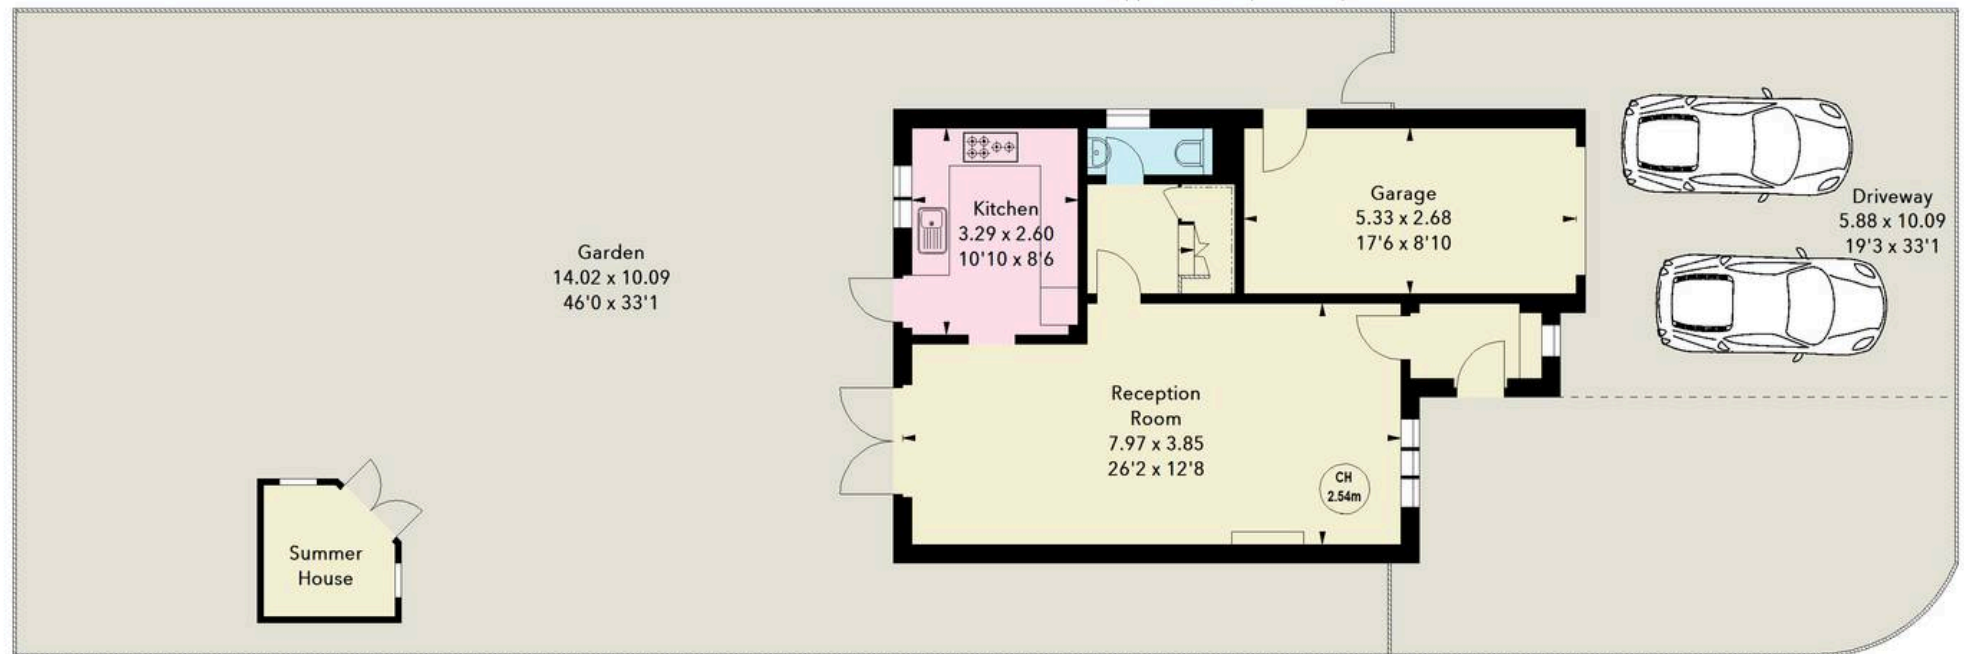 Garden
14.02 x 10.09
46'0 x 33'1
Kitchen
3.29 x 2.60
10'10 x 8'6
Garage
5.33 x 2.68
17'6 x 8'10
Driveway
5.88 x 10.09
19'3 x 33'1
Reception
Room
7.97 x 3.85
26'2 x 12'8
CH
2.54m
Summer
House